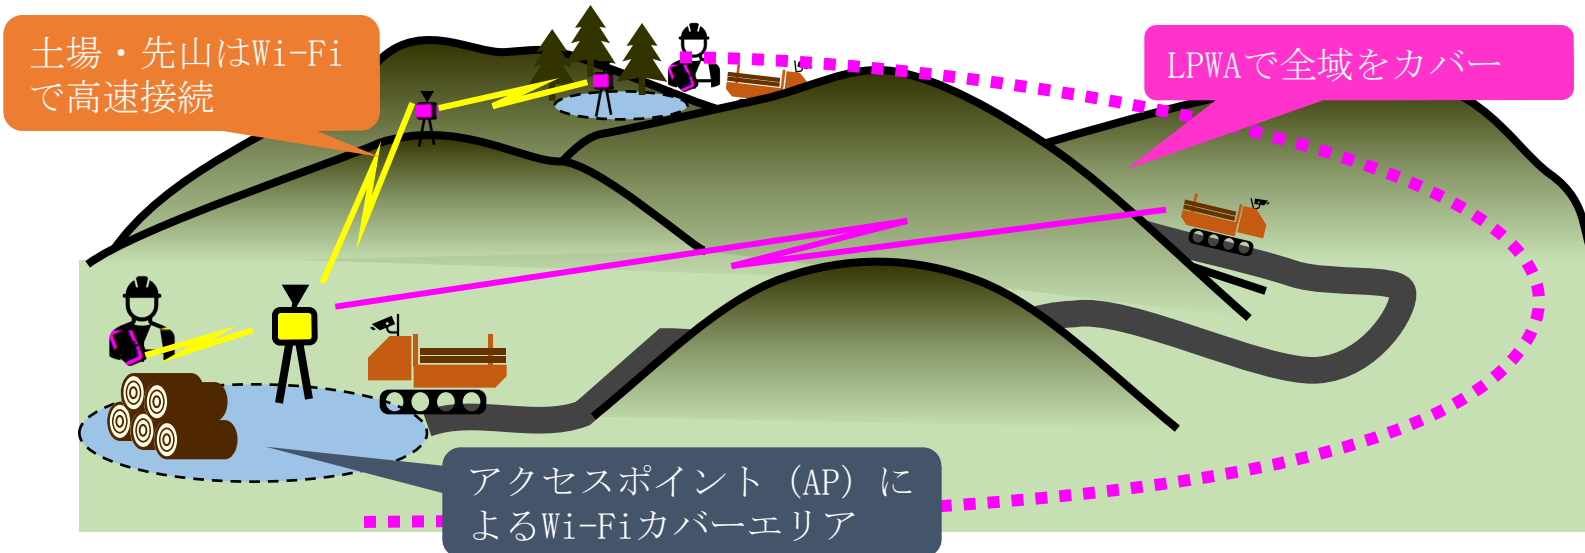 土場・先山はWi-Fi
で高速接続
LPWAで全域をカバー
アクセスポイント（AP）に
よるWi-Fiカバーエリア